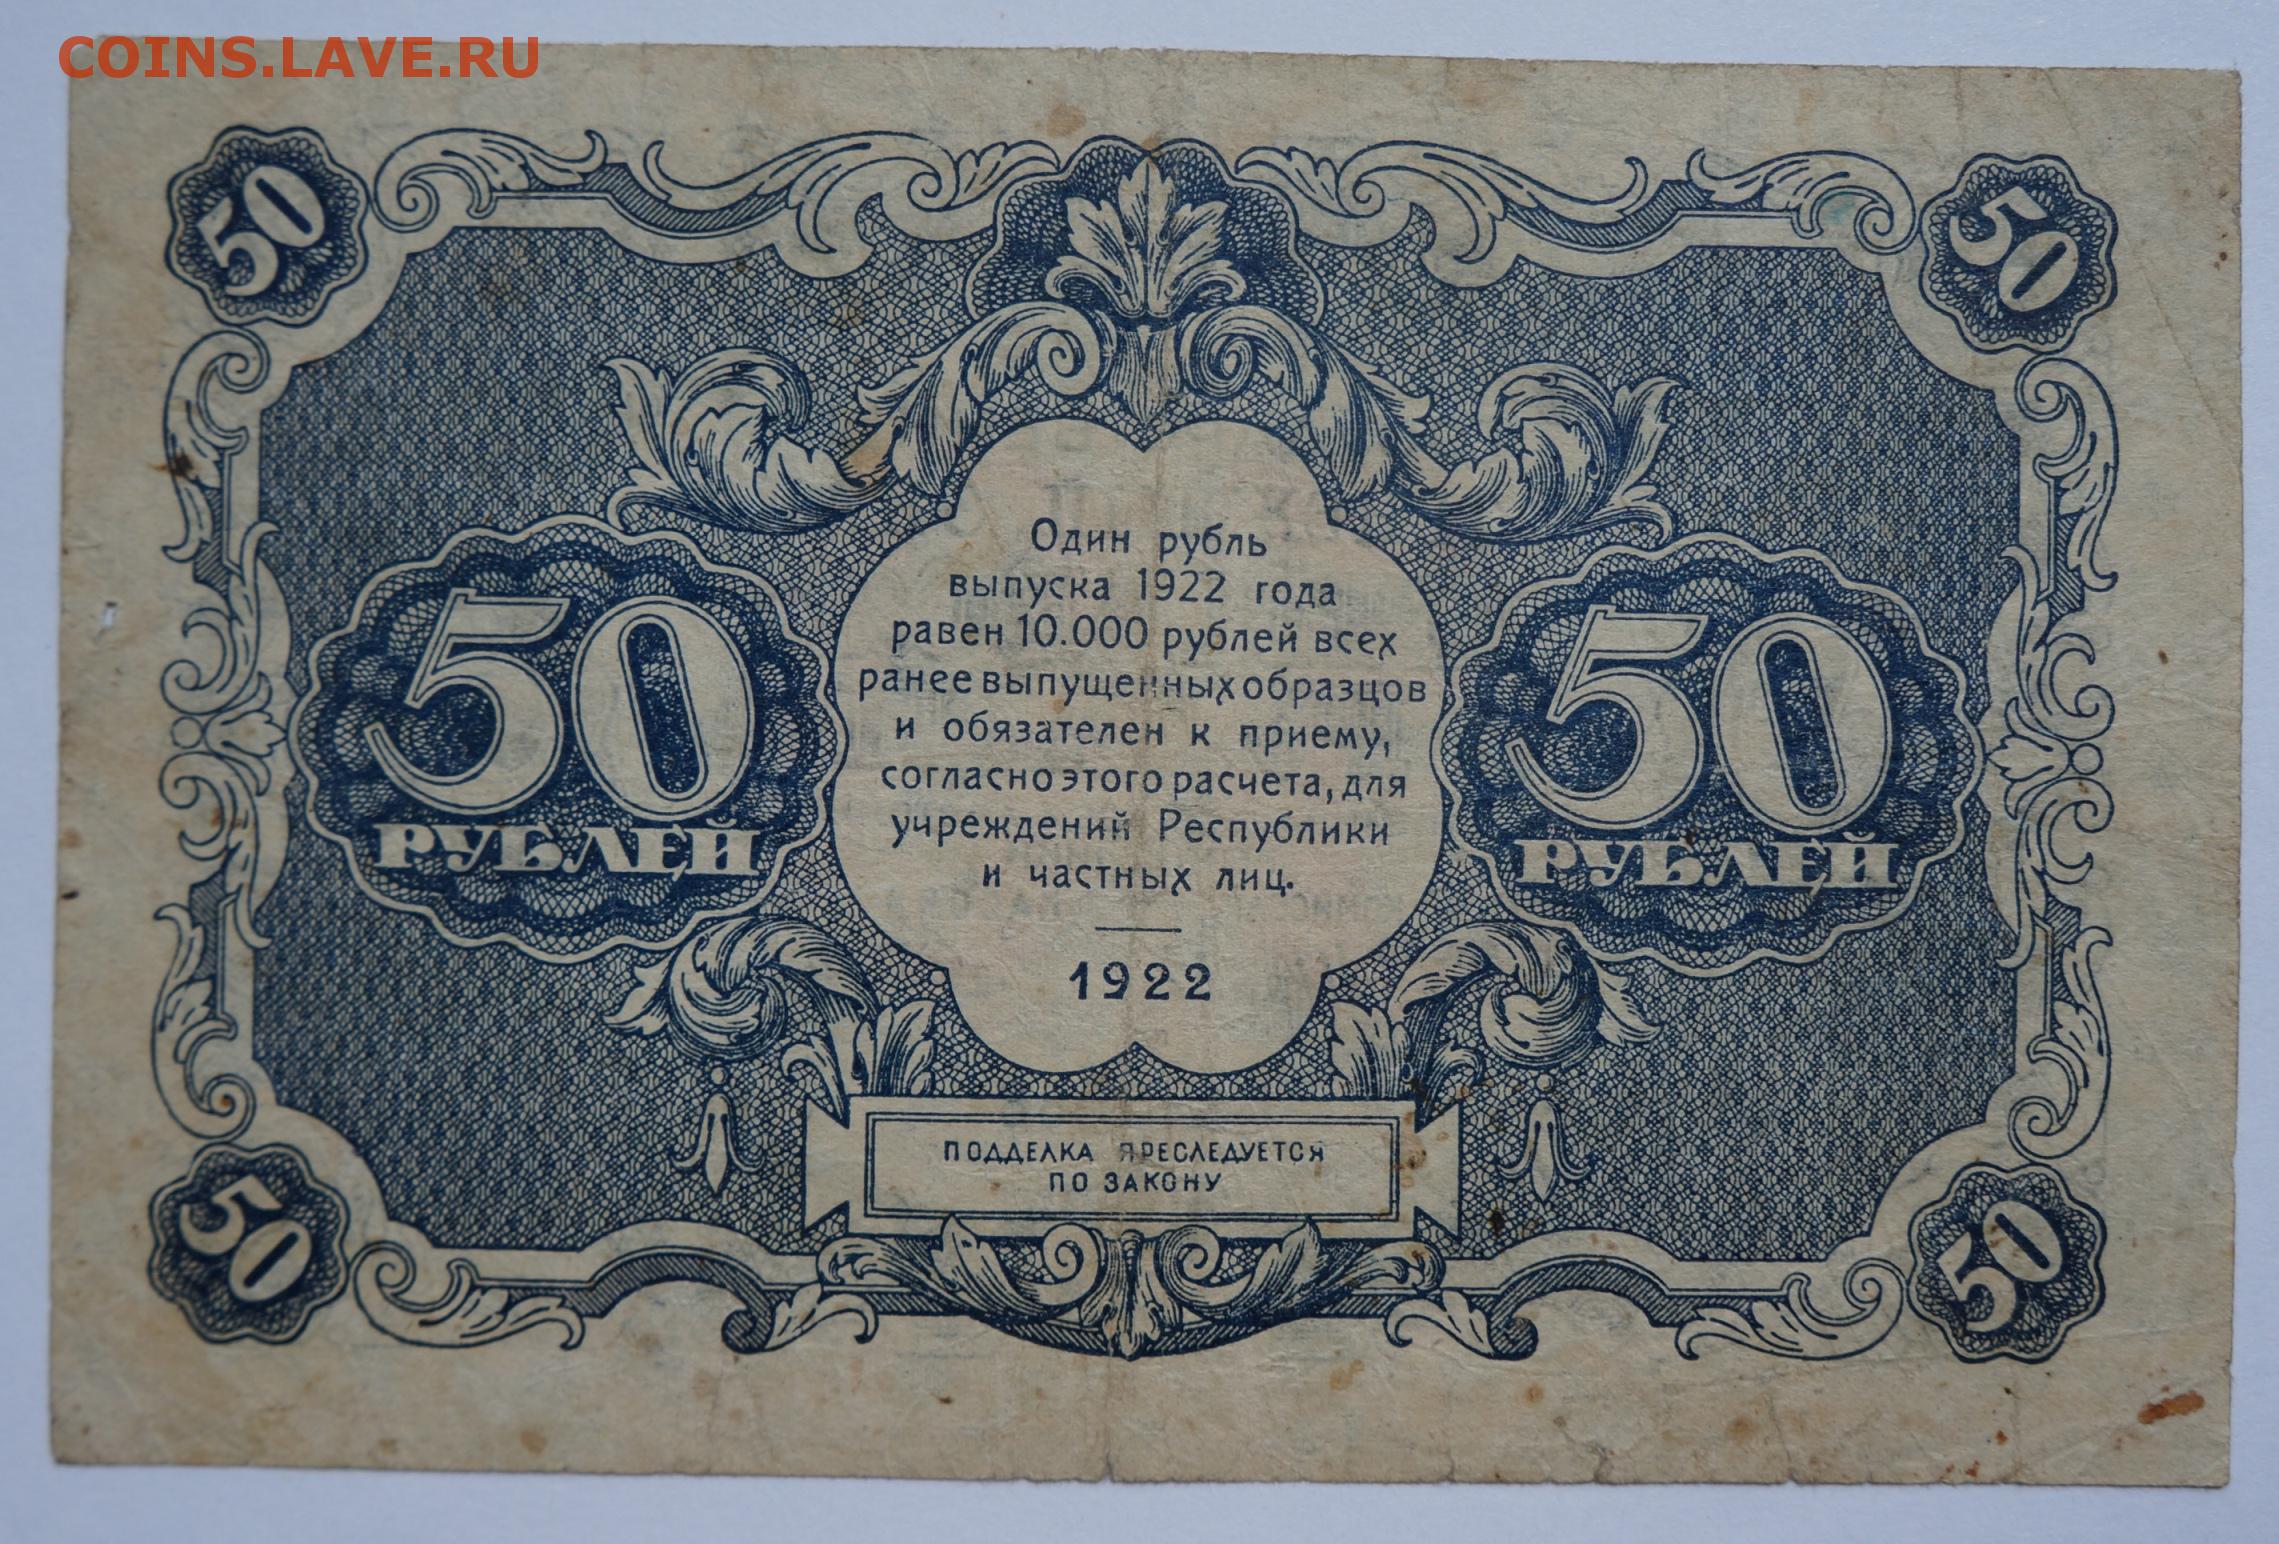 COINS.LAVE.RU
50
50
Один рубль
выпуска 1922 года
равен 10.000 рублей всех
ранее выпущенных образцов
и обязателен к приему,
согласно этого расчета, для
учреждений Республики
и частных лиц.
1922
50
РУБЛЕЙ
50
РУБЛЕЙ
ПОДДЕЛКА ПРЕСЛЕДУЕТСЯ
ПО ЗАКОНУ
50
50